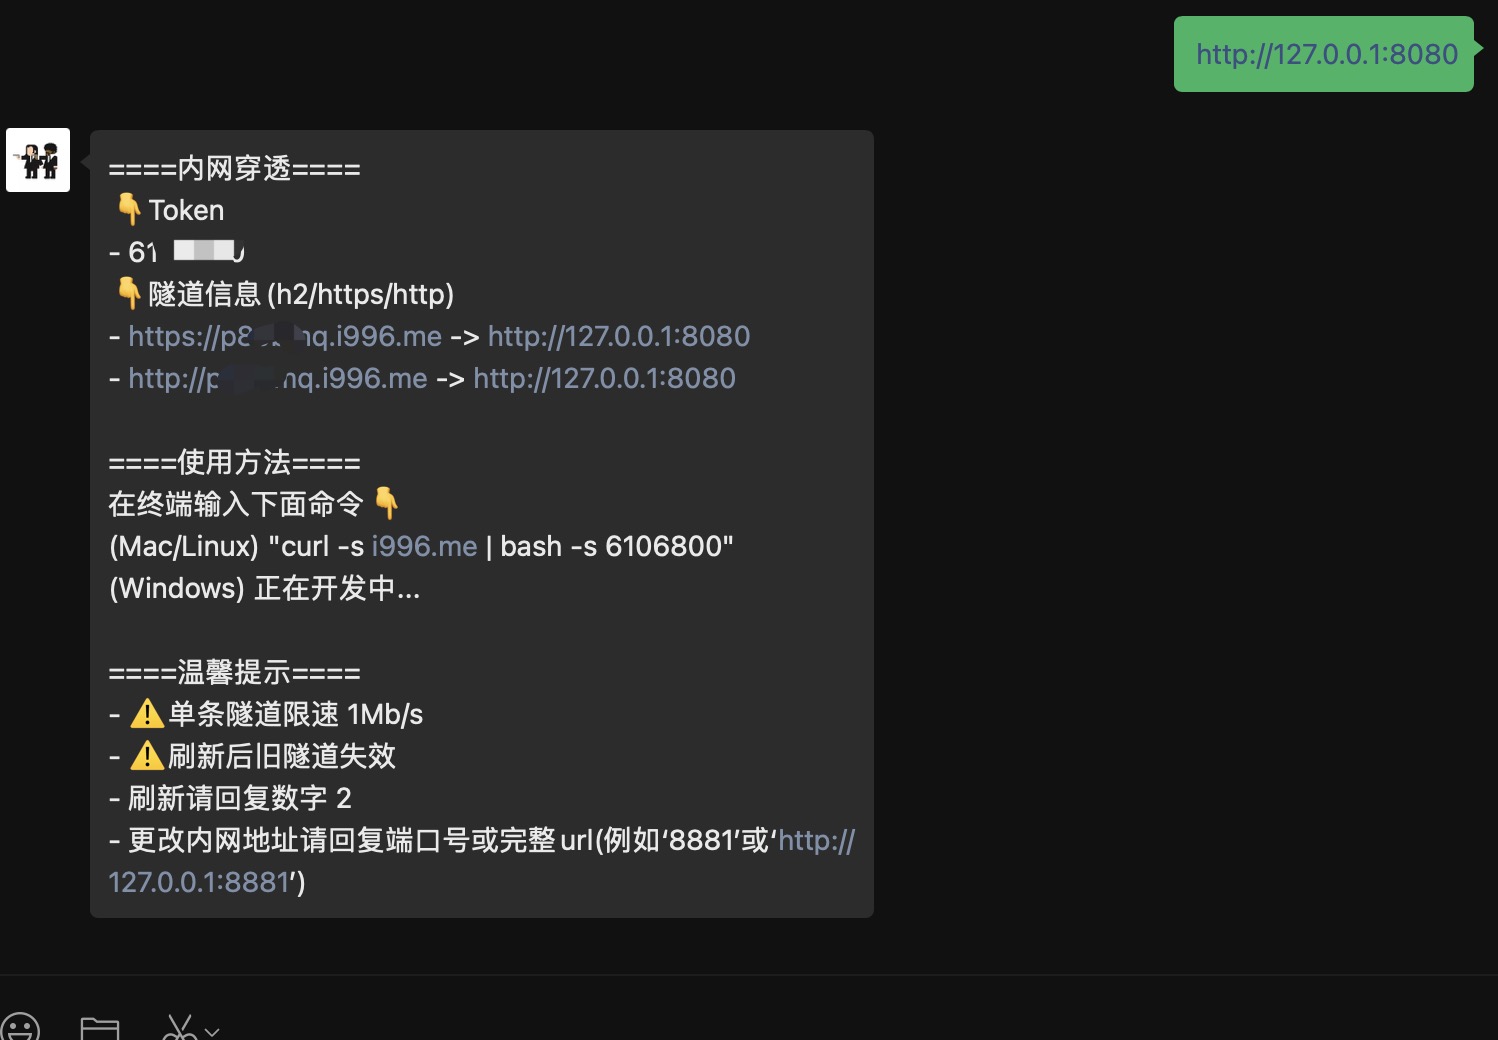 http://127.0.0.1:8080
====内网穿透====
👇Token
- 61
👇隧道信息(h2/https/http)
- https://p8 nq.i996.me -> http://127.0.0.1:8080
- http://p nq.i996.me -> http://127.0.0.1:8080
====使用方法====
在终端输入下面命令👇
(Mac/Linux) "curl -s i996.me | bash -s 6106800"
(Windows) 正在开发中...
====温馨提示====
- ⚠️单条隧道限速 1Mb/s
- ⚠️刷新后旧隧道失效
- 刷新请回复数字 2
- 更改内网地址请回复端口号或完整url(例如‘8881’或‘http://
127.0.0.1:8881’)